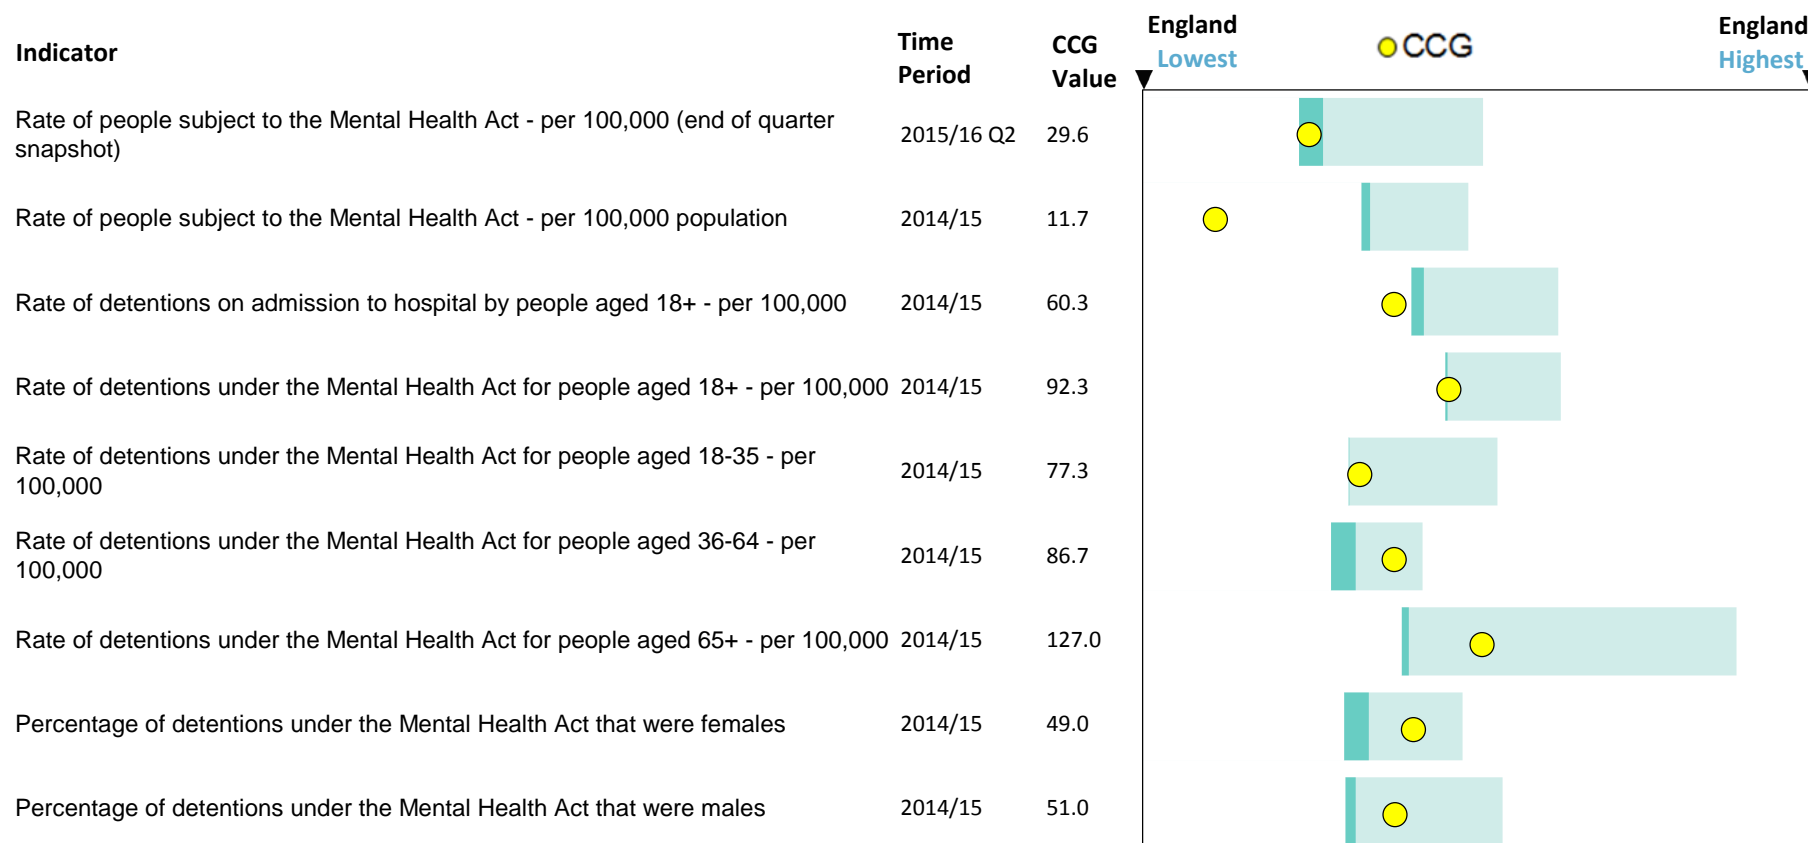 Indicator
Time Period
CCG Value
England Lowest
CCG
England Highest
Rate of people subject to the Mental Health Act - per 100,000 (end of quarter
snapshot)
2015/16 Q2
29.6
Rate of people subject to the Mental Health Act - per 100,000 population
2014/15
11.7
Rate of detentions on admission to hospital by people aged 18+ - per 100,000
2014/15
60.3
Rate of detentions under the Mental Health Act for people aged 18+ - per 100,000
2014/15
92.3
Rate of detentions under the Mental Health Act for people aged 18-35 - per
100,000
2014/15
77.3
Rate of detentions under the Mental Health Act for people aged 36-64 - per
100,000
2014/15
86.7
Rate of detentions under the Mental Health Act for people aged 65+ - per 100,000
2014/15
127.0
Percentage of detentions under the Mental Health Act that were females
2014/15
49.0
Percentage of detentions under the Mental Health Act that were males
2014/15
51.0